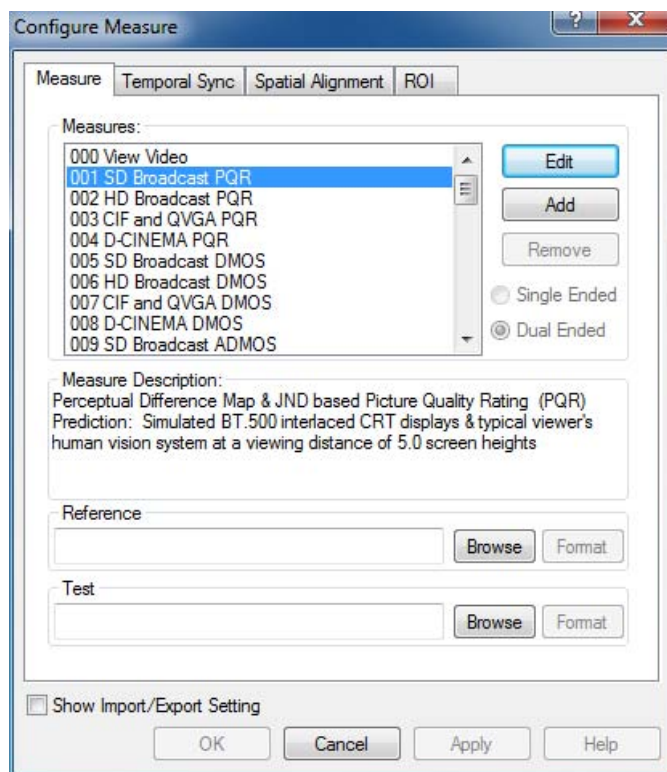 Configure Measure
?
X
Measure
Temporal Sync
Spatial Alignment
ROI
Measures:
000 View Video
001 SD Broadcast PQR
002 HD Broadcast PQR
003 CIF and QVGA PQR
004 D-CINEMA PQR
005 SD Broadcast DMOS
006 HD Broadcast DMOS
007 CIF and QVGA DMOS
008 D-CINEMA DMOS
009 SD Broadcast ADMOS
Edit
Add
Remove
Single Ended
Dual Ended
Measure Description:
Perceptual Difference Map & JND based Picture Quality Rating (PQR)
Prediction: Simulated BT.500 interlaced CRT displays & typical viewer's
human vision system at a viewing distance of 5.0 screen heights
Reference
Browse
Format
Test
Browse
Format
Show Import/Export Setting
OK
Cancel
Apply
Help